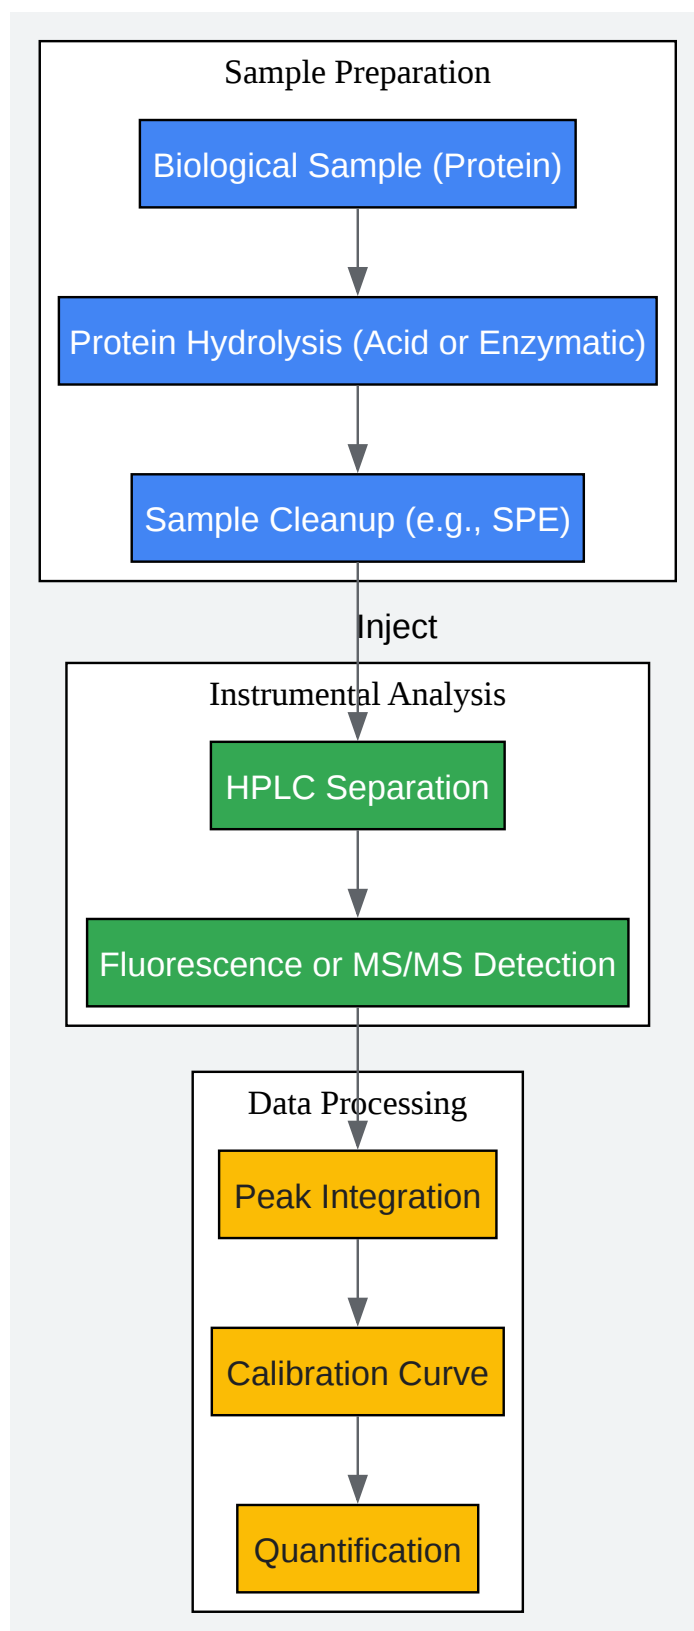 Sample Preparation
Biological Sample (Protein)
Protein Hydrolysis (Acid or Enzymatic)
Sample Cleanup (e.g., SPE)
Inject
Instrumental Analysis
HPLC Separation
Fluorescence or MS/MS Detection
Data Processing
Peak Integration
Calibration Curve
Quantification